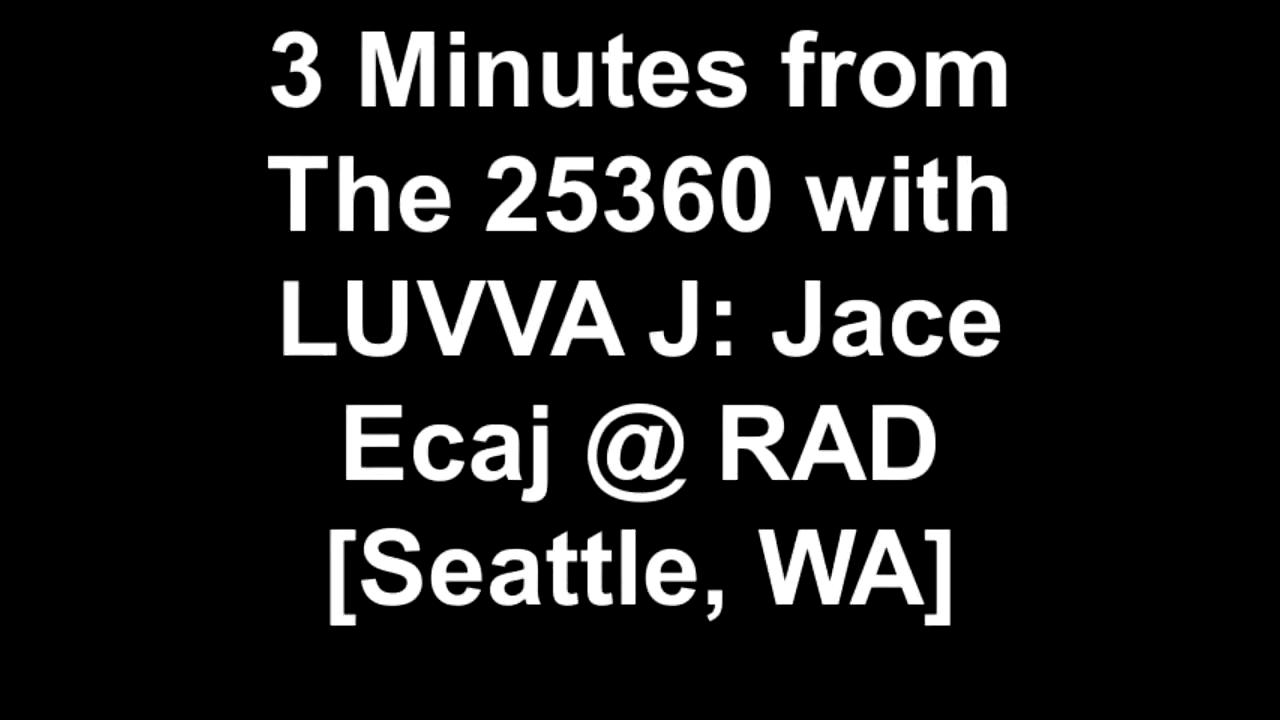 3 Minutes from
The 25360 with
LUVVA J: Jace
Ecaj @ RAD
[Seattle, WA]